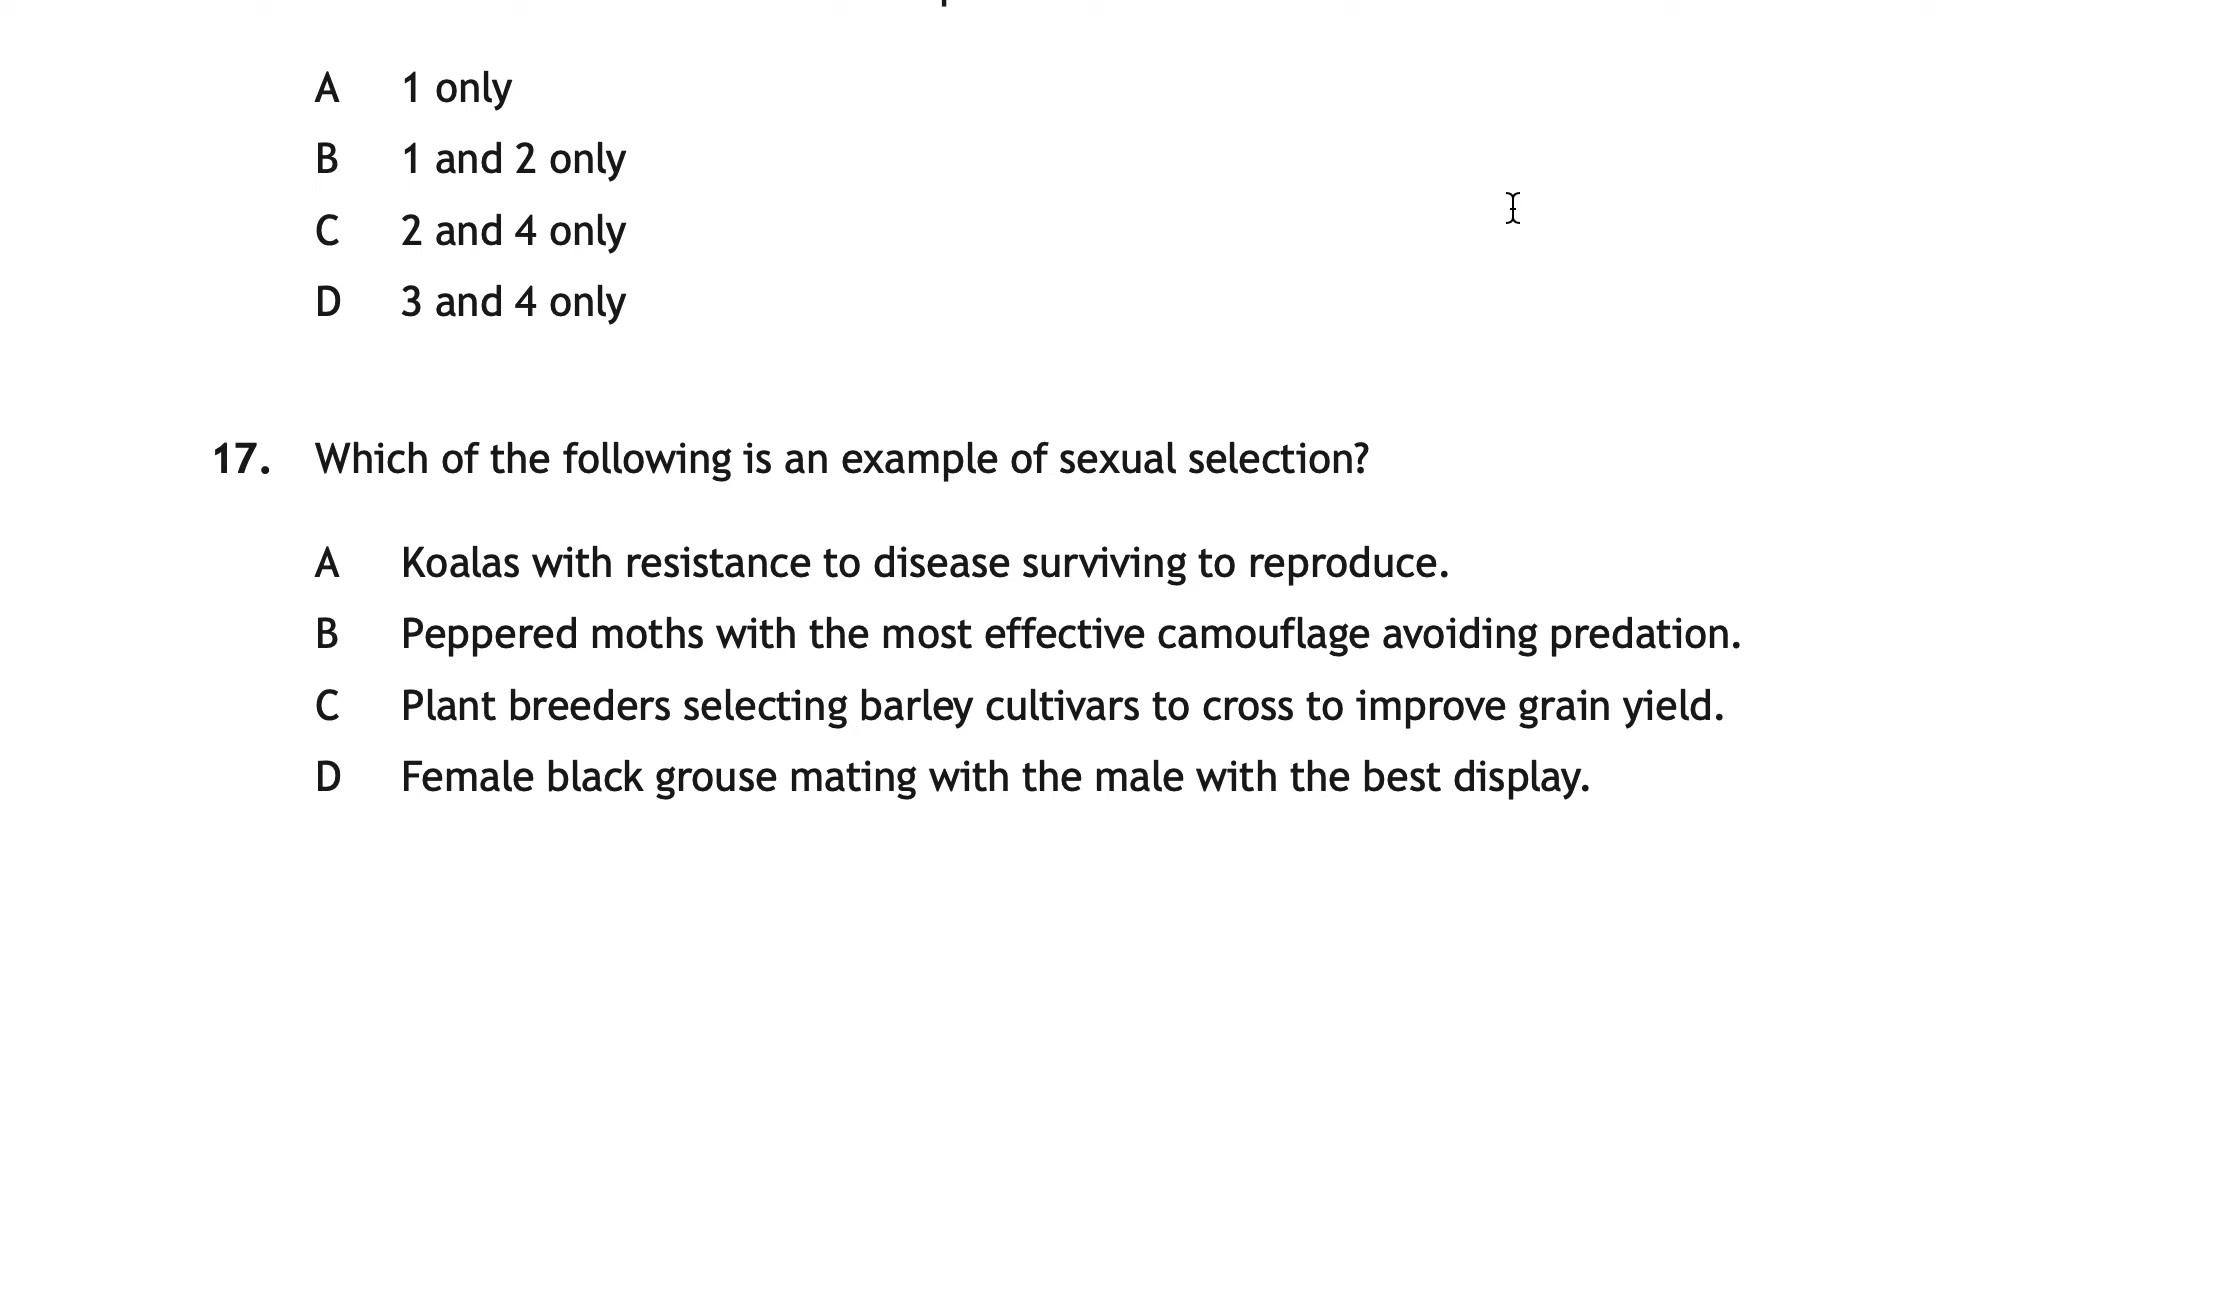 A 1 only
B 1 and 2 only
C 2 and 4 only
D 3 and 4 only
17. Which of the following is an example of sexual selection?
A Koalas with resistance to disease surviving to reproduce.
B Peppered moths with the most effective camouflage avoiding predation.
C Plant breeders selecting barley cultivars to cross to improve grain yield.
D Female black grouse mating with the male with the best display.